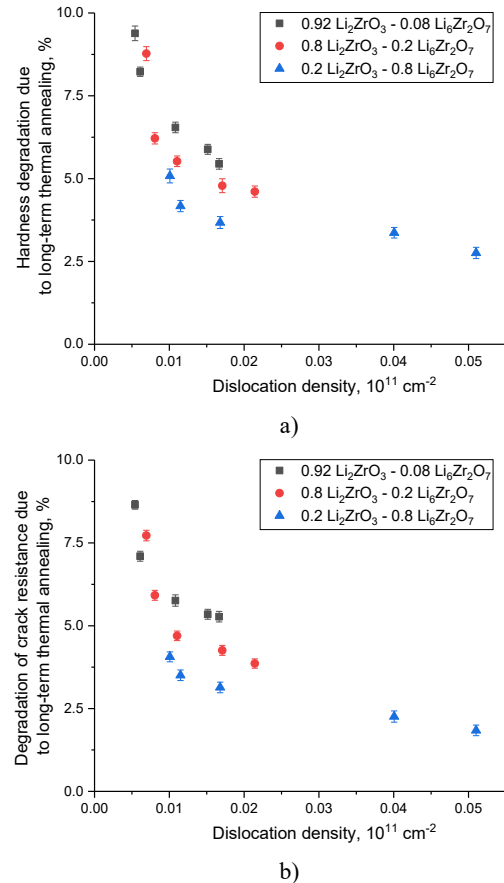 10.0
7.5
5.0
2.5
0.0
Hardness degradation due
to long-term thermal annealing, %
0.92 Li₂ZrO₃ - 0.08 Li₆Zr₂O₇
0.8 Li₂ZrO₃ - 0.2 Li₆Zr₂O₇
0.2 Li₂ZrO₃ - 0.8 Li₆Zr₂O₇
0.00 0.01 0.02 0.03 0.04 0.05
Dislocation density, 10¹¹ cm⁻²
a)
10.0
7.5
5.0
2.5
0.0
Degradation of crack resistance due
to long-term thermal annealing, %
0.92 Li₂ZrO₃ - 0.08 Li₆Zr₂O₇
0.8 Li₂ZrO₃ - 0.2 Li₆Zr₂O₇
0.2 Li₂ZrO₃ - 0.8 Li₆Zr₂O₇
0.00 0.01 0.02 0.03 0.04 0.05
Dislocation density, 10¹¹ cm⁻²
b)